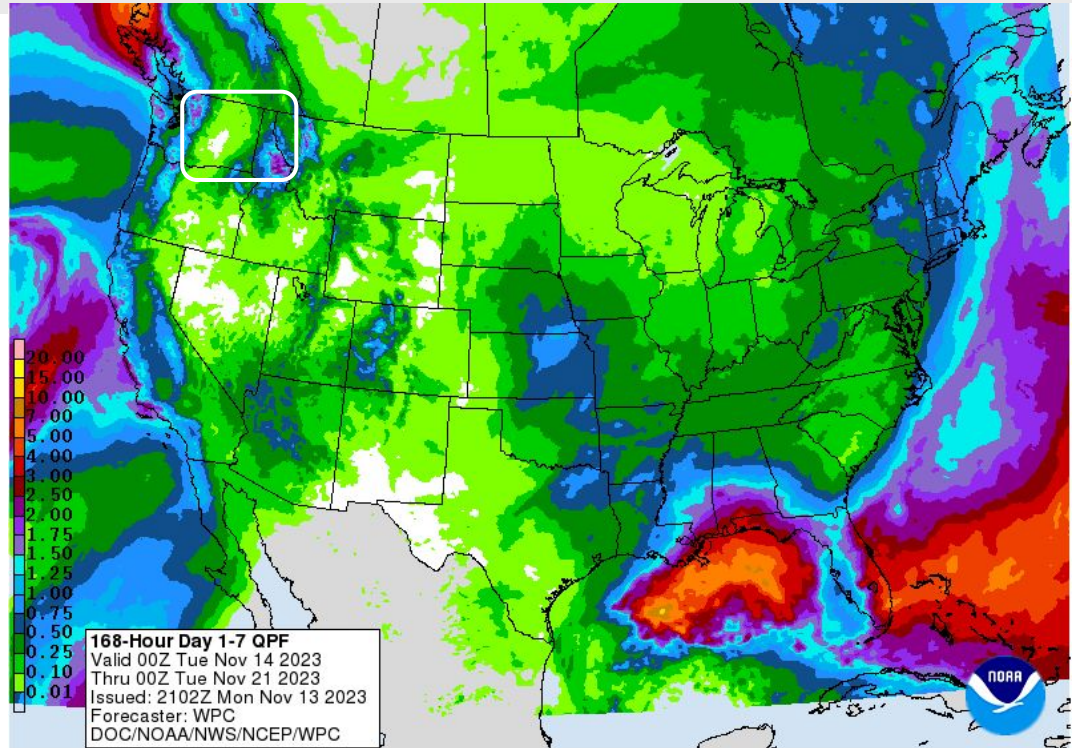 20.00
15.00
10.00
7.00
5.00
4.00
3.00
2.50
2.00
1.75
1.50
1.25
1.00
0.75
0.50
0.25
0.10
0.01
168-Hour Day 1-7 QPF
Valid 00Z Tue Nov 14 2023
Thru 00Z Tue Nov 21 2023
Issued: 2102Z Mon Nov 13 2023
Forecaster: WPC
DOC/NOAA/NWS/NCEP/WPC
NOAA